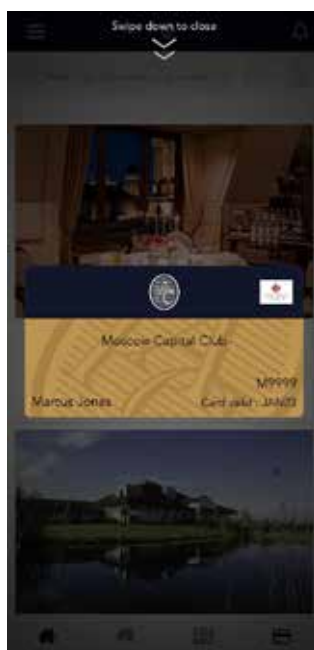 Swipe down to close
Moscow Capital Club
M9999
Marcus Jones
Card valid : JAN23